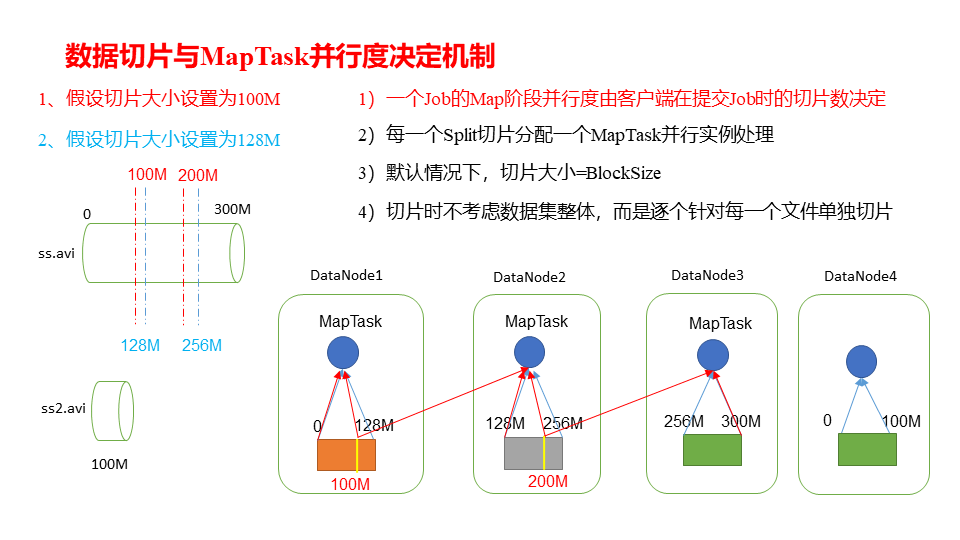 数据切片与MapTask并行度决定机制
1、假设切片大小设置为100M
2、假设切片大小设置为128M
1）一个Job的Map阶段并行度由客户端在提交Job时的切片数决定
2）每一个Split切片分配一个MapTask并行实例处理
3）默认情况下，切片大小=BlockSize
4）切片时不考虑数据集整体，而是逐个针对每一个文件单独切片
100M 200M
0 300M
ss.avi
128M 256M
ss2.avi
100M
DataNode1 DataNode2 DataNode3 DataNode4
MapTask MapTask MapTask
0 128M 128M 256M 256M 300M 0 100M
100M 200M